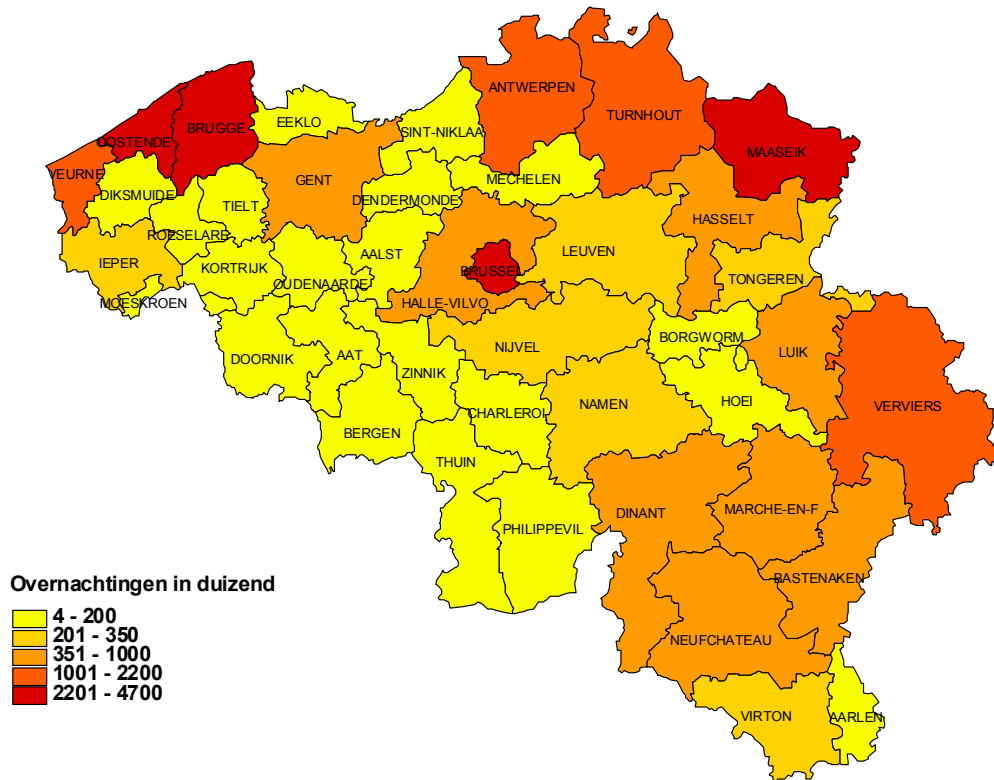 ANTWERPEN
TURNHOUT
EEKLO
BRUGGE
OOSTENDE
SINT-NIKLAA
MAASEIK
VEURNE
GENT
MECHELEN
DIKSMUIDE
DENDERMONDE
TIELT
HASSELT
ROESELARE
AALST
LEUVEN
IEPER
KORTRIJK
BRUSSEL
OUDENAARDE
TONGEREN
MOESKROEN
HALLE-VILVO
BORGWORM
NIJVEL
LUIK
DOORNIK
AAT
ZINNIK
HOEI
NAMEN
VERVIERS
CHARLEROI
BERGEN
THUIN
MARCHE-EN-F
DINANT
PHILIPPEVIL
BASTENAKEN
NEUFCHATEAU
VIRTON
AARLEN
Overnachtingen in duizend
4 - 200
201 - 350
351 - 1000
1001 - 2200
2201 - 4700